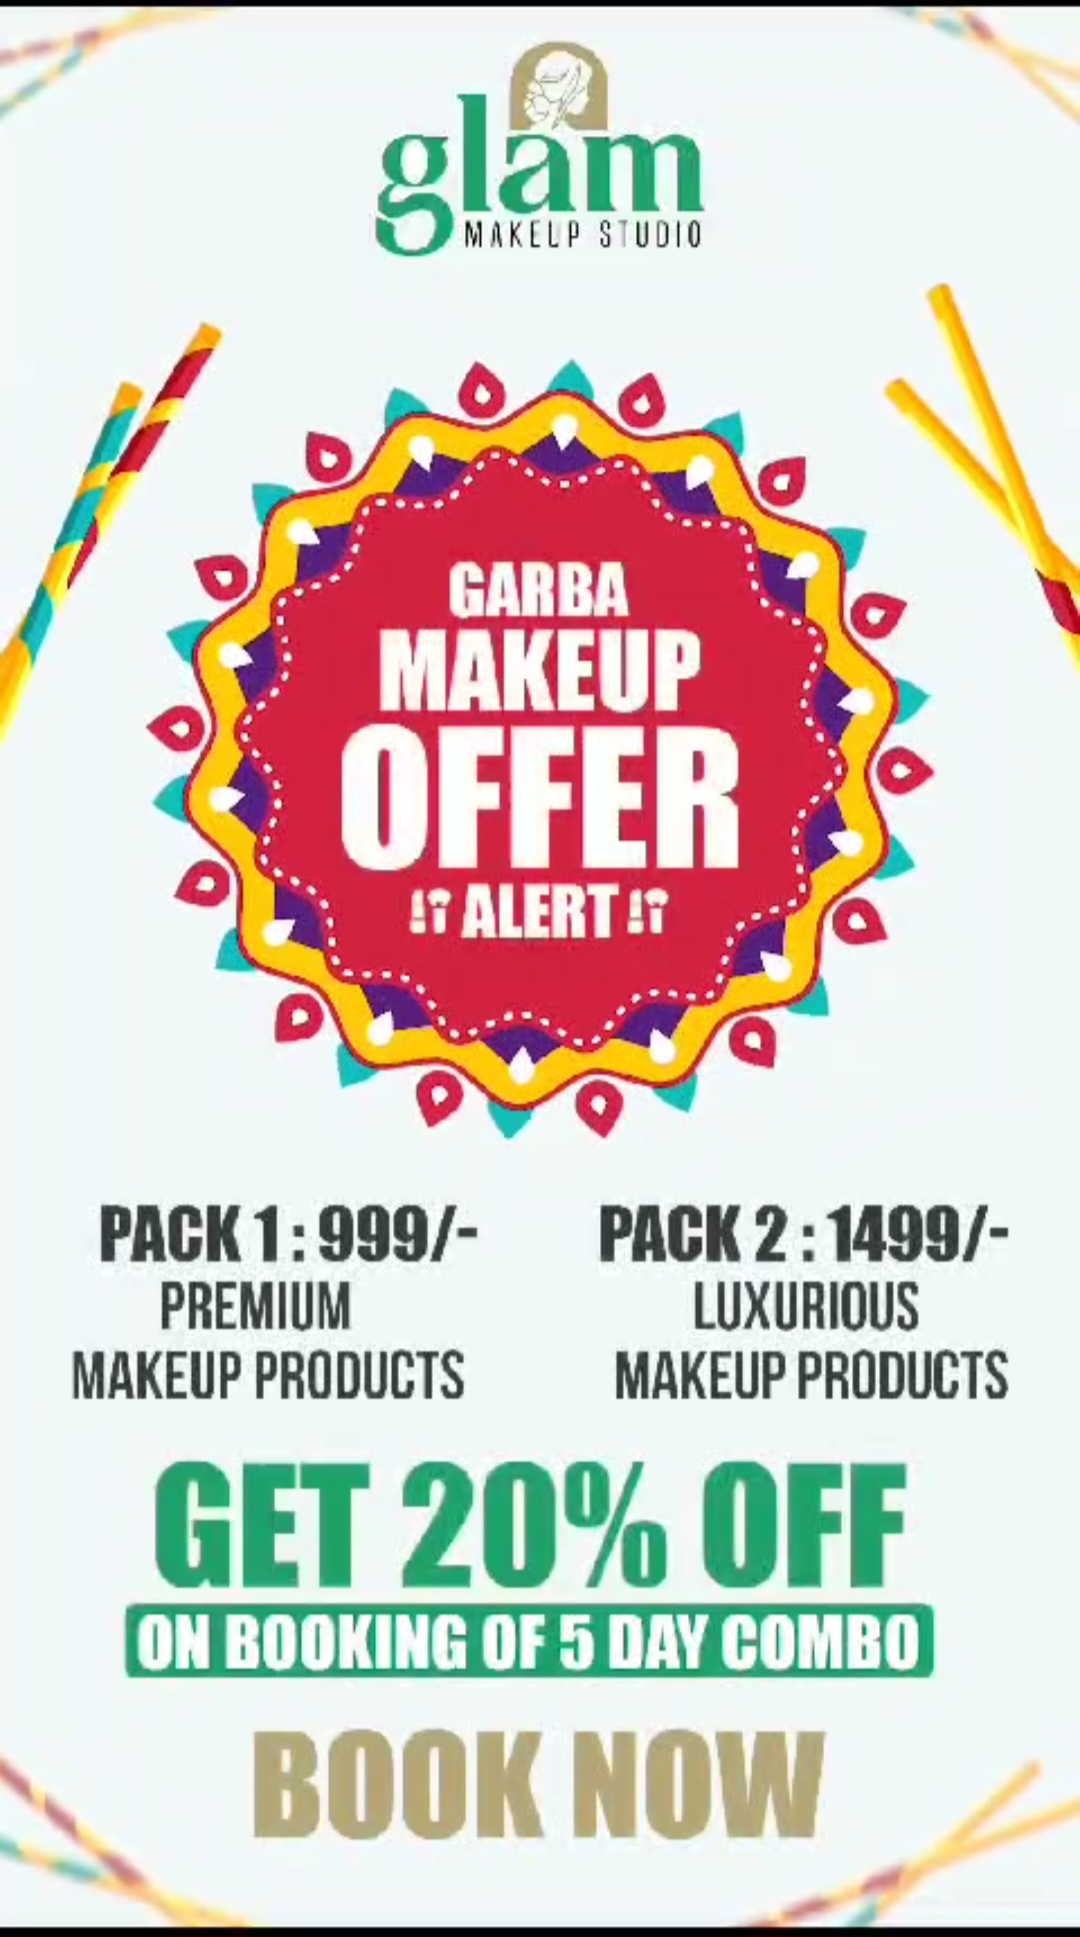 glam
MAKEUP STUDIO
GARBA
MAKEUP
OFFER
ALERT
PACK 1 : 999/-
PREMIUM
MAKEUP PRODUCTS
PACK 2 : 1499/-
LUXURIOUS
MAKEUP PRODUCTS
GET 20% OFF
ON BOOKING OF 5 DAY COMBO
BOOK NOW